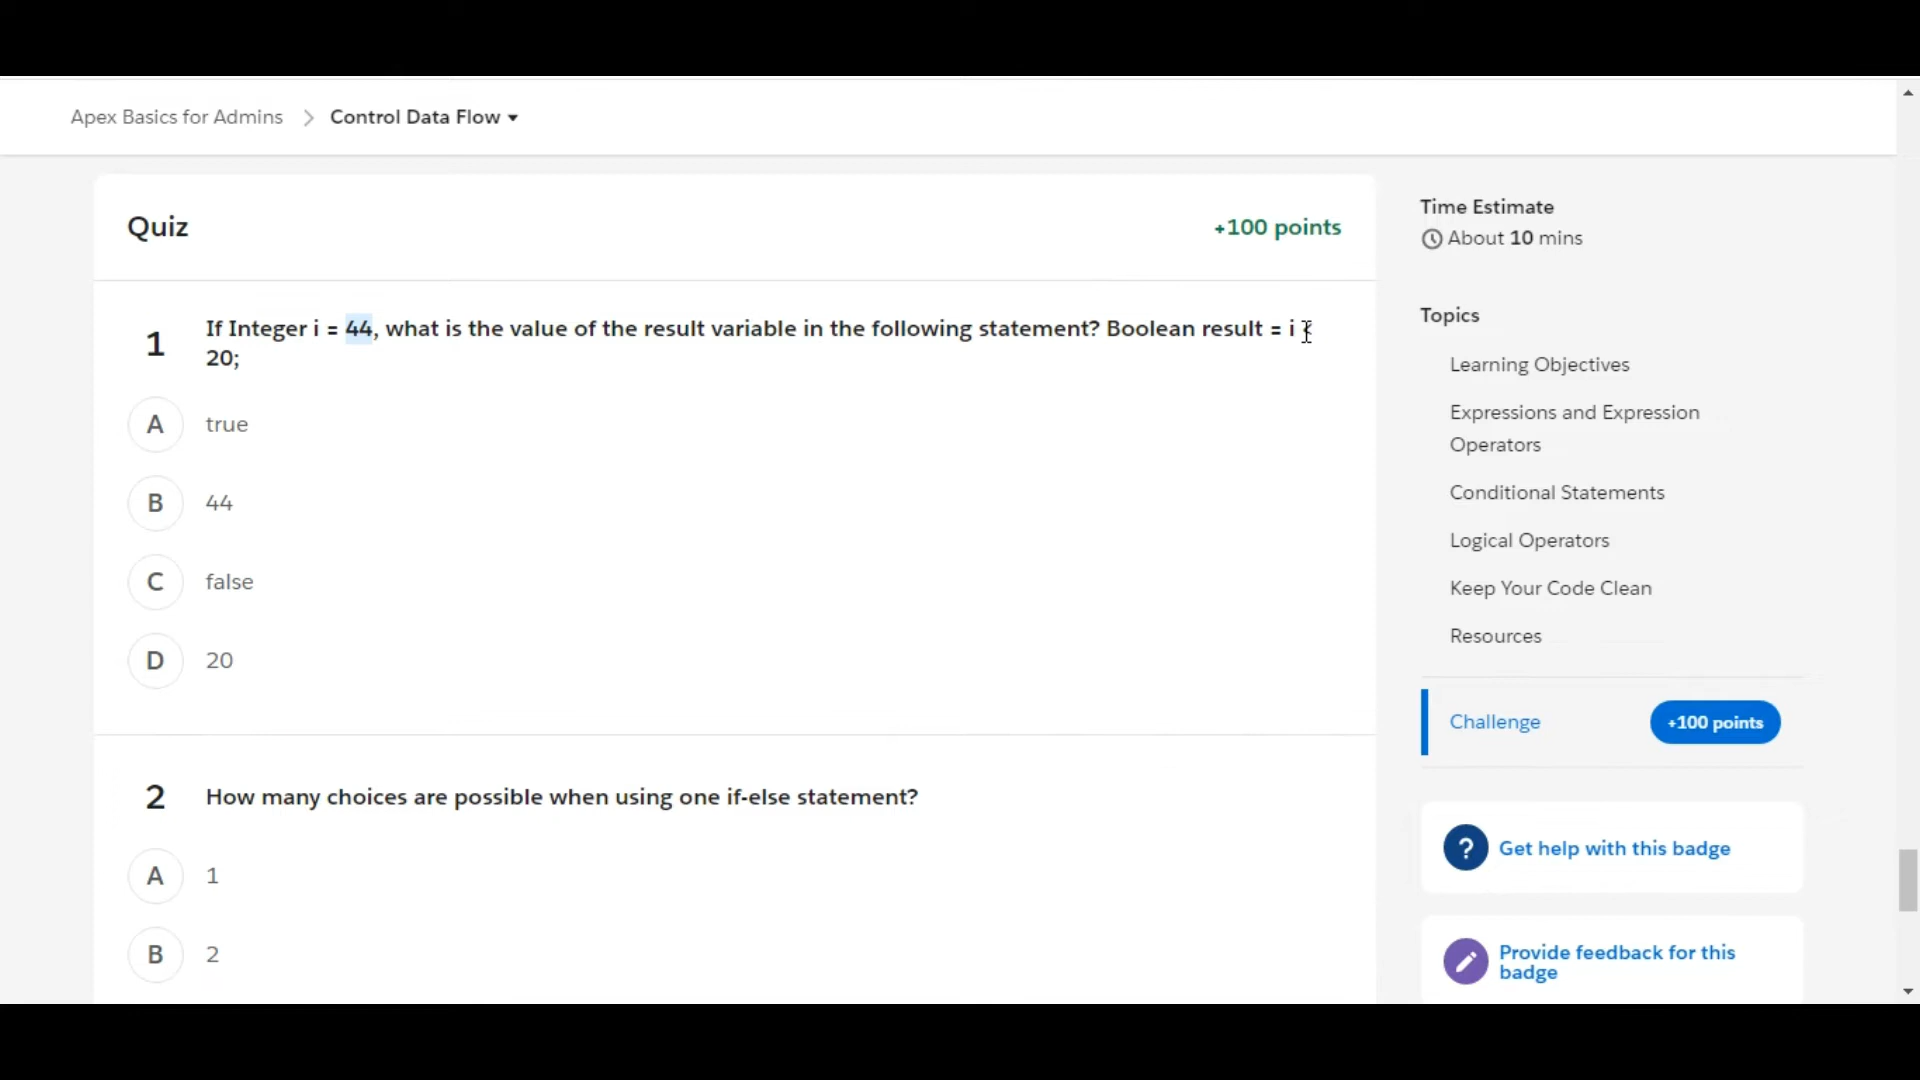 Apex Basics for Admins > Control Data Flow
Quiz
+100 points
1
If Integer i = 44, what is the value of the result variable in the following statement? Boolean result = i
20;
A true
B 44
C false
D 20
2
How many choices are possible when using one if-else statement?
A 1
B 2
Time Estimate
About 10 mins
Topics
Learning Objectives
Expressions and Expression
Operators
Conditional Statements
Logical Operators
Keep Your Code Clean
Resources
Challenge
+100 points
? Get help with this badge
Provide feedback for this
badge